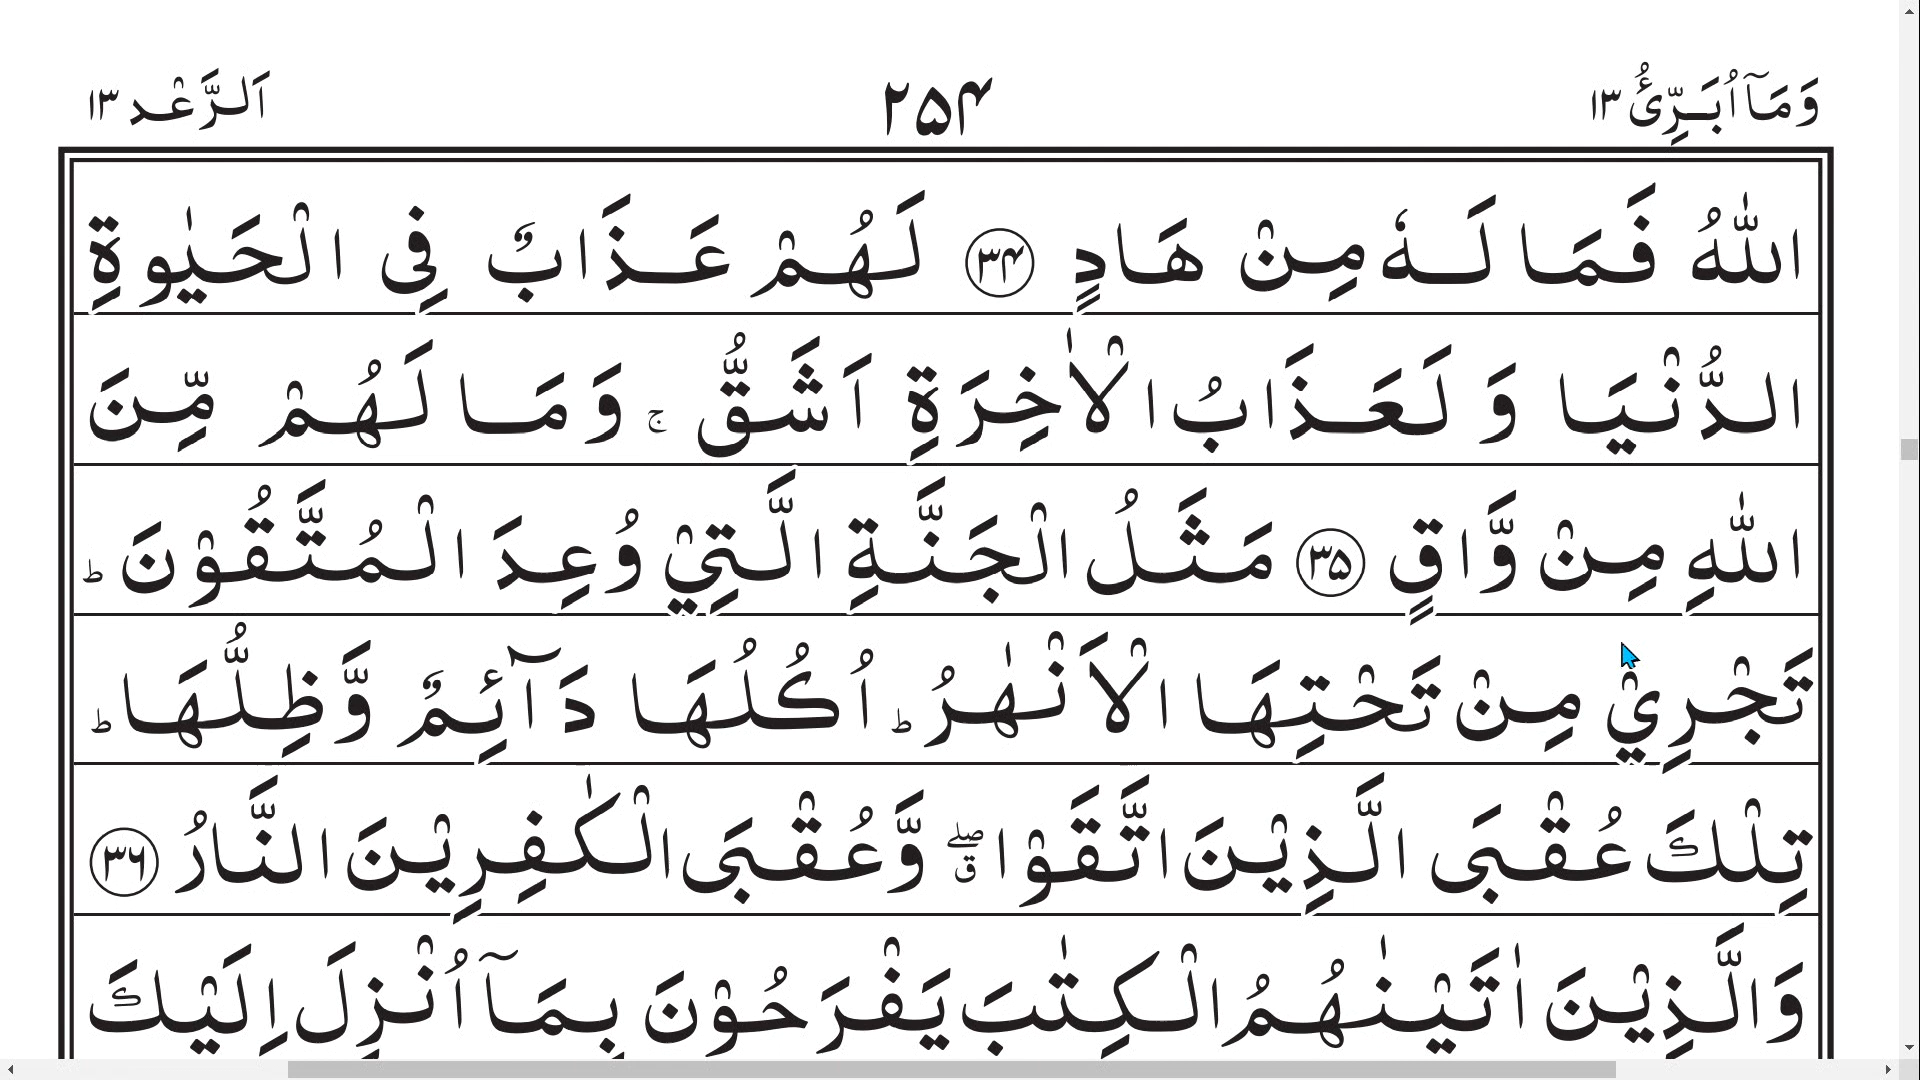 وَمَاۤ اُبَرِّئُ ۱۳ ۲۵۴ اَلرَّعْد ۱۳
اللّٰهُ فَمَا لَهٗ مِنْ هَادٍ ﴿۳۴﴾ لَهُمْ عَذَابٌ فِی الْحَیٰوةِ
الدُّنْیَا وَ لَعَذَابُ الْاٰخِرَةِ اَشَقُّ ۚ وَمَا لَهُمْ مِّنَ
اللّٰهِ مِنْ وَّاقٍ ﴿۳۵﴾ مَثَلُ الْجَنَّةِ الَّتِيْ وُعِدَ الْمُتَّقُوْنَ ؕ
تَجْرِيْ مِنْ تَحْتِهَا الْاَنْهٰرُ ؕ اُكُلُهَا دَآئِمٌ وَّظِلُّهَا ؕ
تِلْكَ عُقْبَی الَّذِیْنَ اتَّقَوْا ۖق وَّعُقْبَی الْكٰفِرِیْنَ النَّارُ ﴿۳۶﴾
وَالَّذِیْنَ اٰتَیْنٰهُمُ الْكِتٰبَ یَفْرَحُوْنَ بِمَاۤ اُنْزِلَ اِلَیْكَ